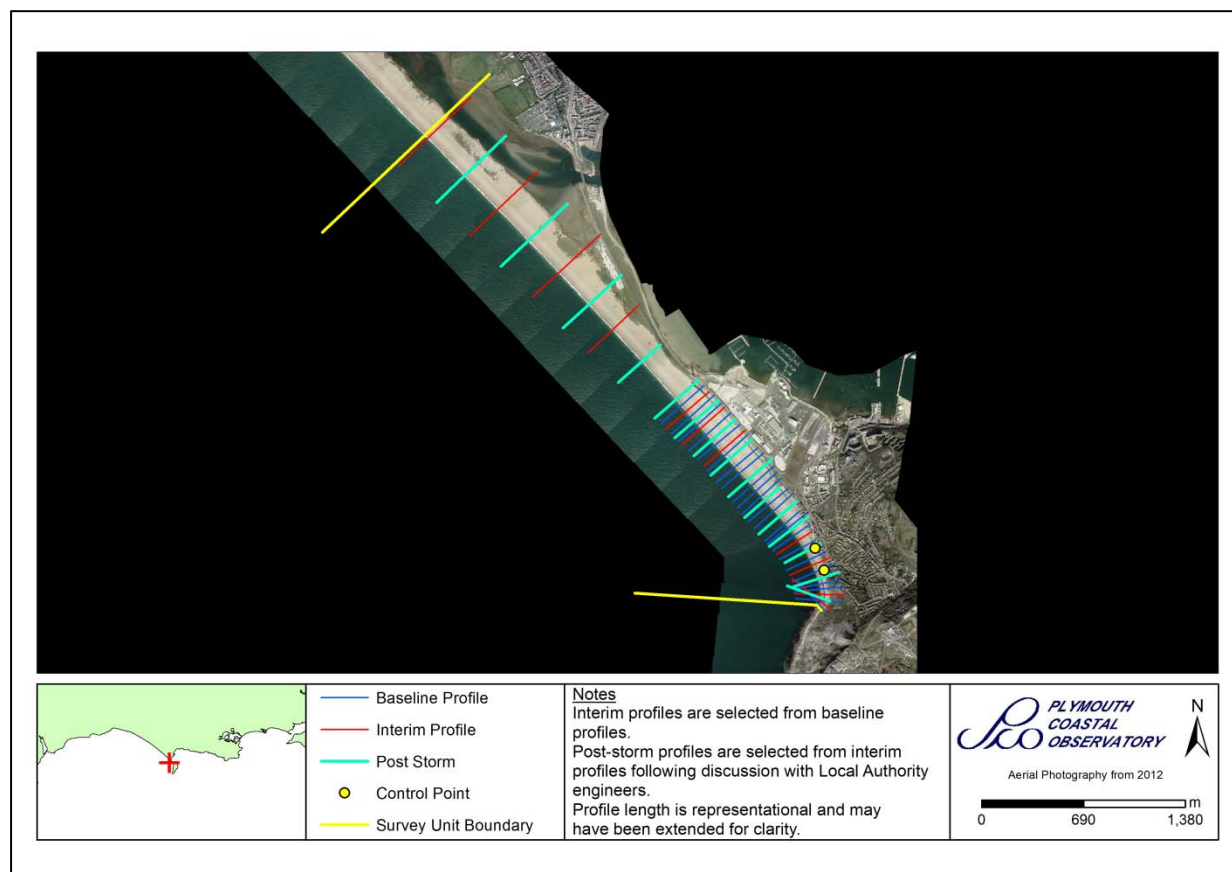 Baseline Profile
Interim Profile
Post Storm
Control Point
Survey Unit Boundary
Notes
Interim profiles are selected from baseline
profiles.
Post-storm profiles are selected from interim
profiles following discussion with Local Authority
engineers.
Profile length is representational and may
have been extended for clarity.
PLYMOUTH
COASTAL
OBSERVATORY
N
Aerial Photography from 2012
m
0 690 1,380